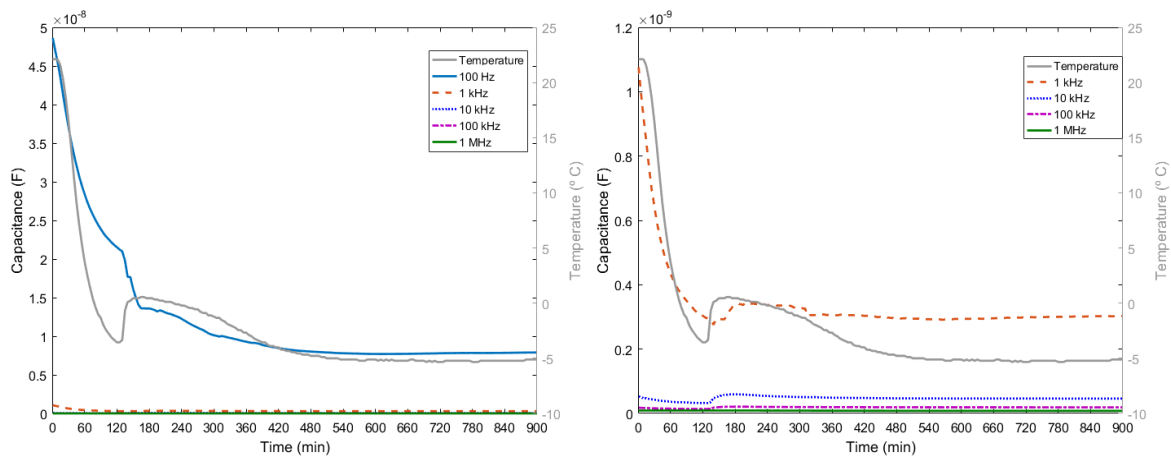 ×10⁻⁸
5
4.5
4
3.5
3
2.5
2
1.5
1
0.5
0
Capacitance (F)
0 60 120 180 240 300 360 420 480 540 600 660 720 780 840 900
Time (min)
25
20
15
10
5
0
-5
-10
Temperature (º C)
Temperature
100 Hz
1 kHz
10 kHz
100 kHz
1 MHz
×10⁻⁹
1.2
1
0.8
0.6
0.4
0.2
0
Capacitance (F)
0 60 120 180 240 300 360 420 480 540 600 660 720 780 840 900
Time (min)
25
20
15
10
5
0
-5
-10
Temperature (º C)
Temperature
1 kHz
10 kHz
100 kHz
1 MHz